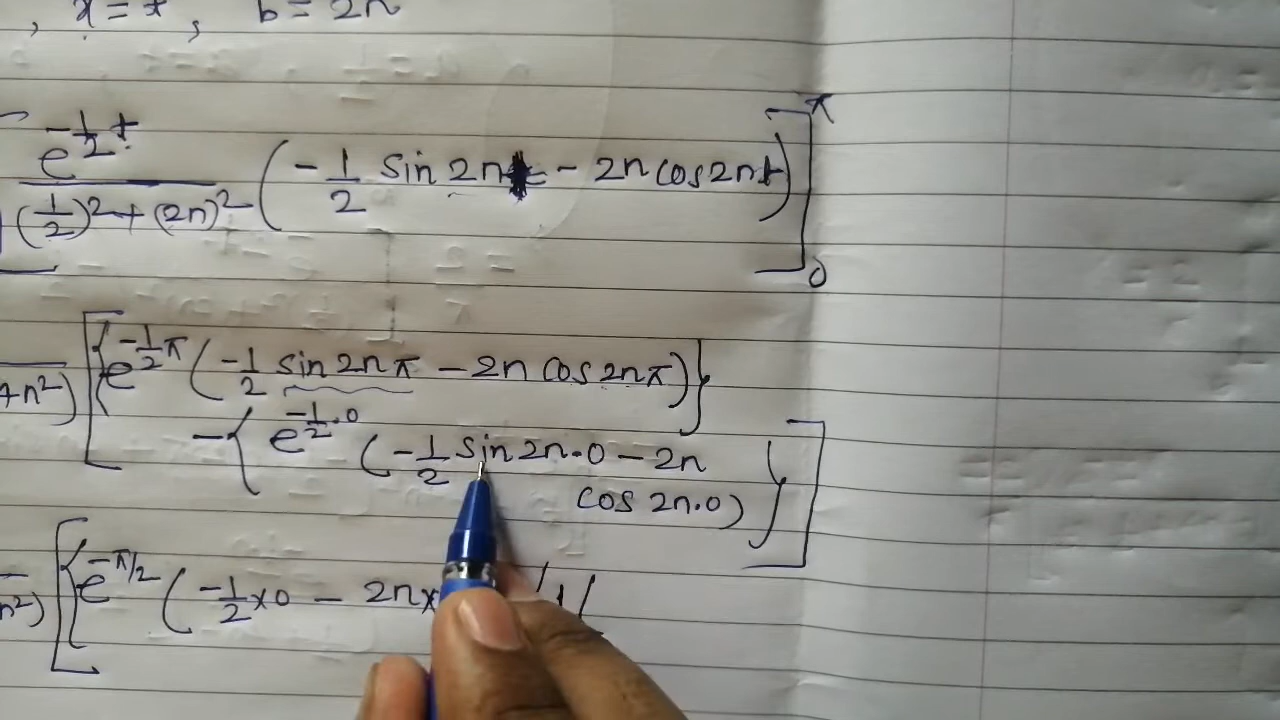 , x = t , b = 2n
[ e^{-1/2 t} / (1/2)^2 + (2n)^2 ( -1/2 sin 2nt - 2n cos 2nt ) ]_0^π
4n²) [ { e^{-1/2 π} ( -1/2 sin 2nπ - 2n cos 2nπ ) }
- { e^{-1/2 · 0} ( -1/2 sin 2n·0 - 2n
cos 2n·0 ) } ]
n²) [ { e^{-π/2} ( -1/2 × 0 - 2n ×